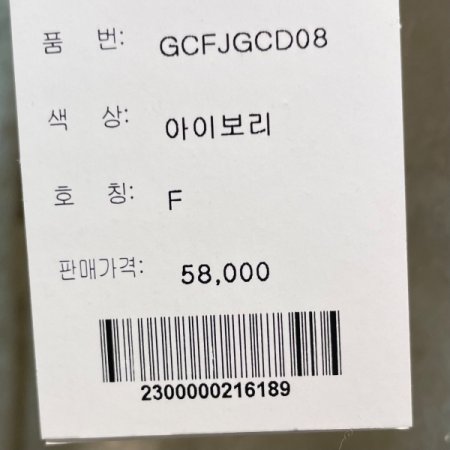 품 번: GCFJGCD08
색 상: 아이보리
호 칭: F
판매가격: 58,000
2300000216189